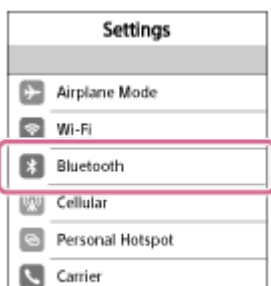 Settings
Airplane Mode
Wi-Fi
Bluetooth
Cellular
Personal Hotspot
Carrier